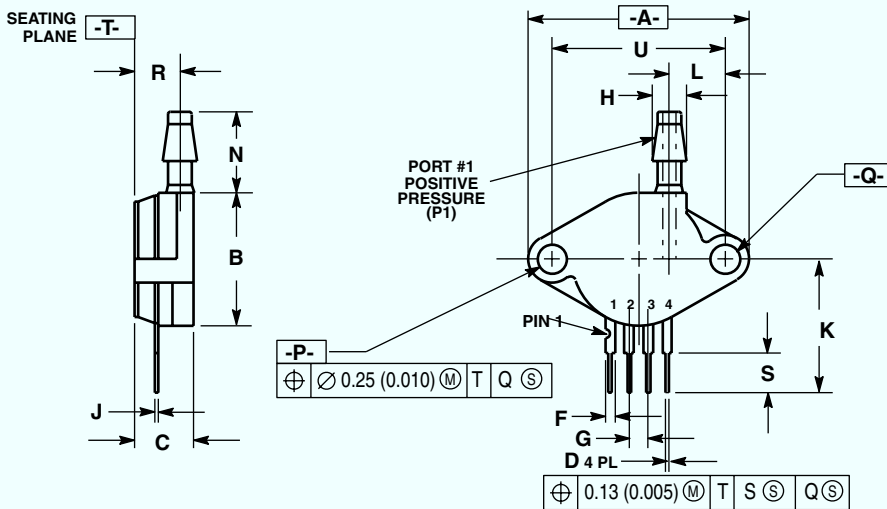 SEATING
PLANE
-T-
-A-
U
R
L
H
N
PORT #1
POSITIVE
PRESSURE
(P1)
-Q-
B
1 2 3 4
PIN 1
K
-P-
⌖ ∅ 0.25 (0.010) Ⓜ T Q Ⓢ
S
J
F
C
G
D 4 PL
⌖ 0.13 (0.005) Ⓜ T S Ⓢ Q Ⓢ